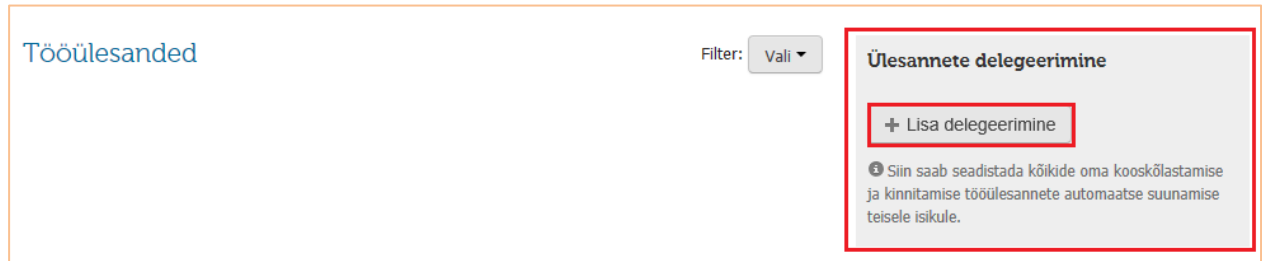 Tööülesanded
Filter: Vali
Ülesannete delegeerimine
+ Lisa delegeerimine
Siin saab seadistada kõikide oma kooskõlastamise
ja kinnitamise tööülesannete automaatse suunamise
teisele isikule.